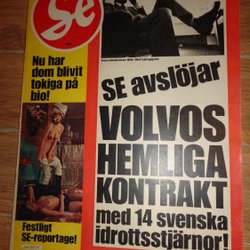 Se
Nu har
dom blivit
tokiga på
bio!
SE avslöjar
VOLVOS
HEMLIGA
KONTRAKT
med 14 svenska
idrottsstjärnor!
Festligt
SE-reportage!